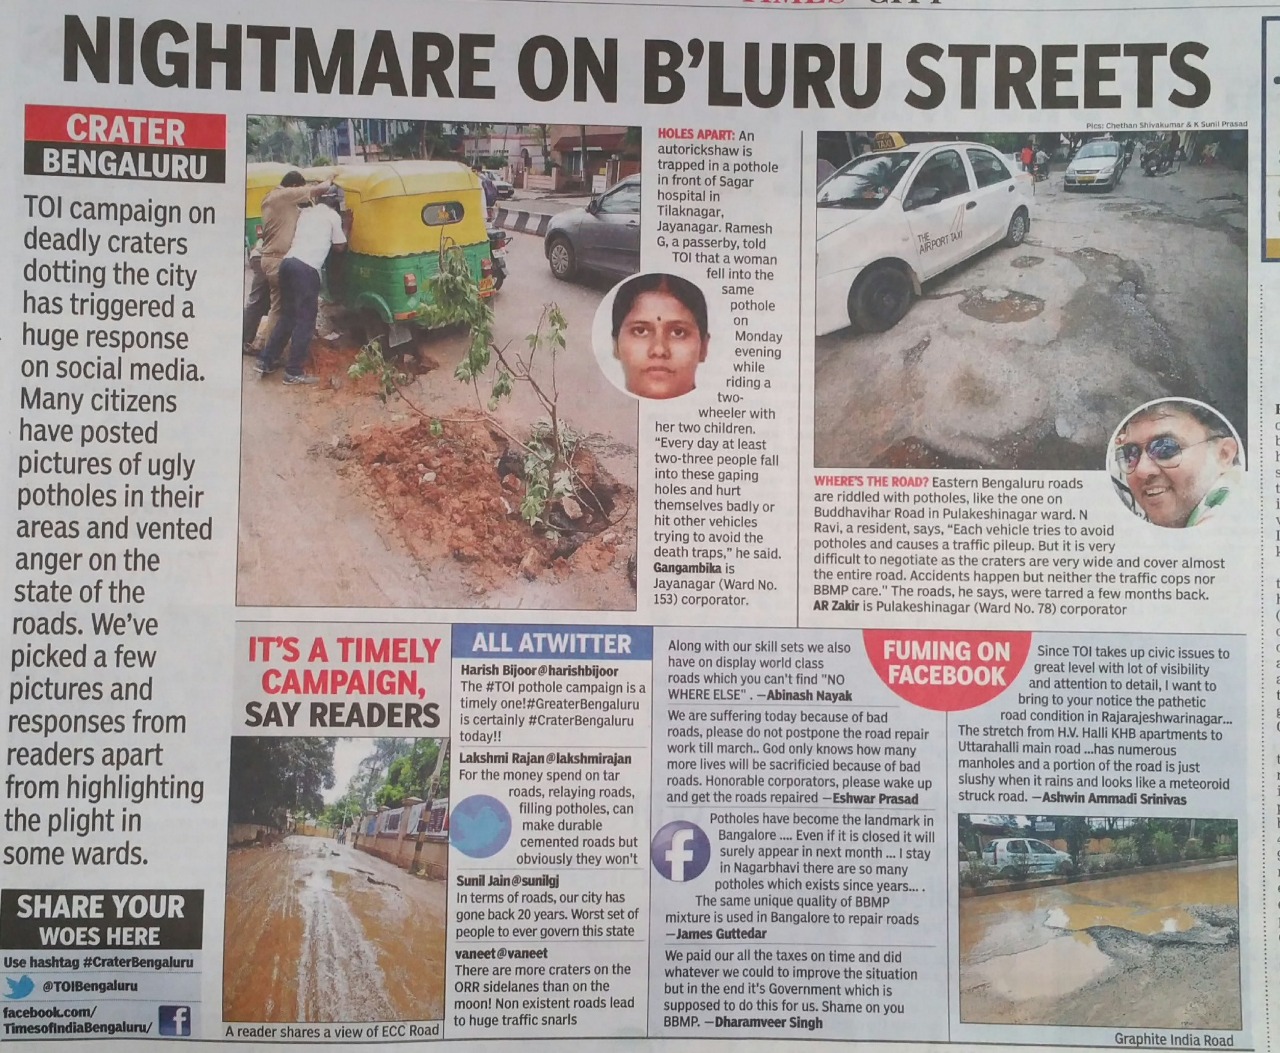 NIGHTMARE ON B'LURU STREETS
CRATER
BENGALURU
TOI campaign on
deadly craters
dotting the city
has triggered a
huge response
on social media.
Many citizens
have posted
pictures of ugly
potholes in their
areas and vented
anger on the
state of the
roads. We've
picked a few
pictures and
responses from
readers apart
from highlighting
the plight in
some wards.
SHARE YOUR
WOES HERE
Use hashtag #CraterBengaluru
@TOIBengaluru
facebook.com/
TimesofIndiaBengaluru/
HOLES APART: An
autorickshaw is
trapped in a pothole
in front of Sagar
hospital in
Tilaknagar,
Jayanagar. Ramesh
G, a passerby, told
TOI that a woman
fell into the
same
pothole
on
Monday
evening
while
riding a
two-
wheeler with
her two children.
"Every day at least
two-three people fall
into these gaping
holes and hurt
themselves badly or
hit other vehicles
trying to avoid the
death traps," he said.
Gangambika is
Jayanagar (Ward No.
153) corporator.
Pics: Chethan Shivakumar & K Sunil Prasad
TAXI
THE
AIRPORT TAXI
WHERE'S THE ROAD? Eastern Bengaluru roads
are riddled with potholes, like the one on
Buddhavihar Road in Pulakeshinagar ward. N
Ravi, a resident, says, "Each vehicle tries to avoid
potholes and causes a traffic pileup. But it is very
difficult to negotiate as the craters are very wide and cover almost
the entire road. Accidents happen but neither the traffic cops nor
BBMP care." The roads, he says, were tarred a few months back.
AR Zakir is Pulakeshinagar (Ward No. 78) corporator
IT'S A TIMELY
CAMPAIGN,
SAY READERS
A reader shares a view of ECC Road
ALL ATWITTER
Harish Bijoor@harishbijoor
The #TOI pothole campaign is a
timely one!#GreaterBengaluru
is certainly #CraterBengaluru
today!!
Lakshmi Rajan@lakshmirajan
For the money spend on tar
roads, relaying roads,
filling potholes, can
make durable
cemented roads but
obviously they won't
Sunil Jain@sunilgj
In terms of roads, our city has
gone back 20 years. Worst set of
people to ever govern this state
vaneet@vaneet
There are more craters on the
ORR sidelanes than on the
moon! Non existent roads lead
to huge traffic snarls
FUMING ON
FACEBOOK
Along with our skill sets we also
have on display world class
roads which you can't find "NO
WHERE ELSE" . —Abinash Nayak
We are suffering today because of bad
roads, please do not postpone the road repair
work till march.. God only knows how many
more lives will be sacrificied because of bad
roads. Honorable corporators, please wake up
and get the roads repaired —Eshwar Prasad
Potholes have become the landmark in
Bangalore .... Even if it is closed it will
surely appear in next month ... I stay
in Nagarbhavi there are so many
potholes which exists since years... .
The same unique quality of BBMP
mixture is used in Bangalore to repair roads
—James Guttedar
We paid our all the taxes on time and did
whatever we could to improve the situation
but in the end it's Government which is
supposed to do this for us. Shame on you
BBMP. —Dharamveer Singh
Since TOI takes up civic issues to
great level with lot of visibility
and attention to detail, I want to
bring to your notice the pathetic
road condition in Rajarajeshwarinagar...
The stretch from H.V. Halli KHB apartments to
Uttarahalli main road ...has numerous
manholes and a portion of the road is just
slushy when it rains and looks like a meteoroid
struck road. —Ashwin Ammadi Srinivas
Graphite India Road